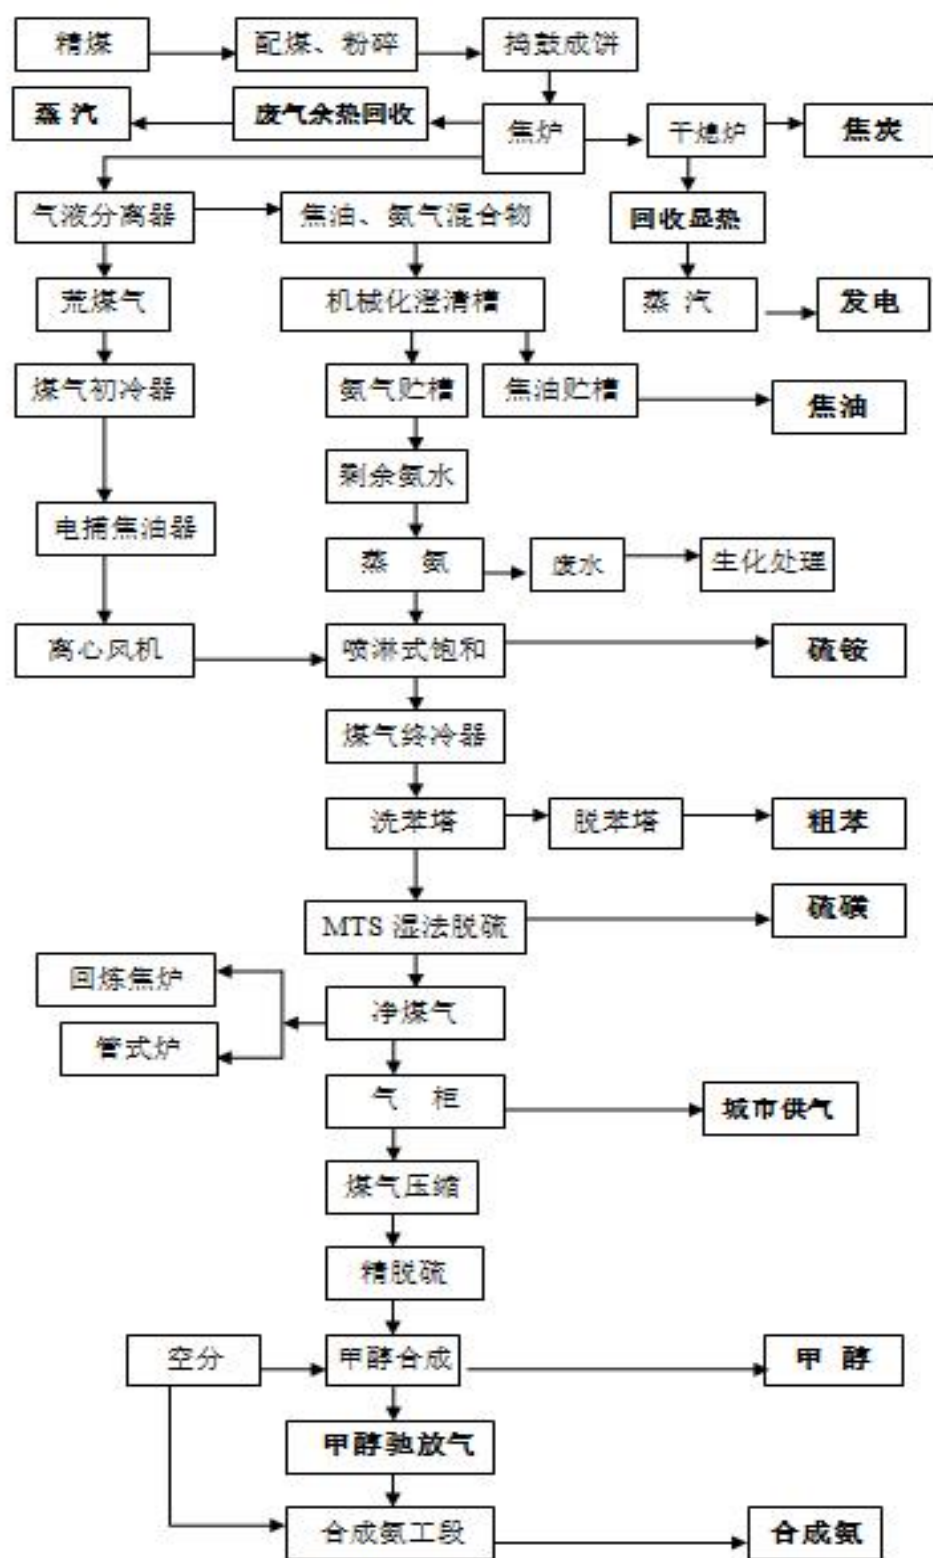 精煤
配煤、粉碎
捣鼓成饼
蒸 汽
废气余热回收
焦炉
干熄炉
焦炭
气液分离器
焦油、氨气混合物
回收显热
荒煤气
机械化澄清槽
蒸 汽
发电
煤气初冷器
氨气贮槽
焦油贮槽
焦油
剩余氨水
电捕焦油器
蒸 氨
废水
生化处理
离心风机
喷淋式饱和
硫铵
煤气终冷器
洗苯塔
脱苯塔
粗苯
MTS 湿法脱硫
硫磺
回炼焦炉
净煤气
管式炉
气 柜
城市供气
煤气压缩
精脱硫
空分
甲醇合成
甲 醇
甲醇驰放气
合成氨工段
合成氨